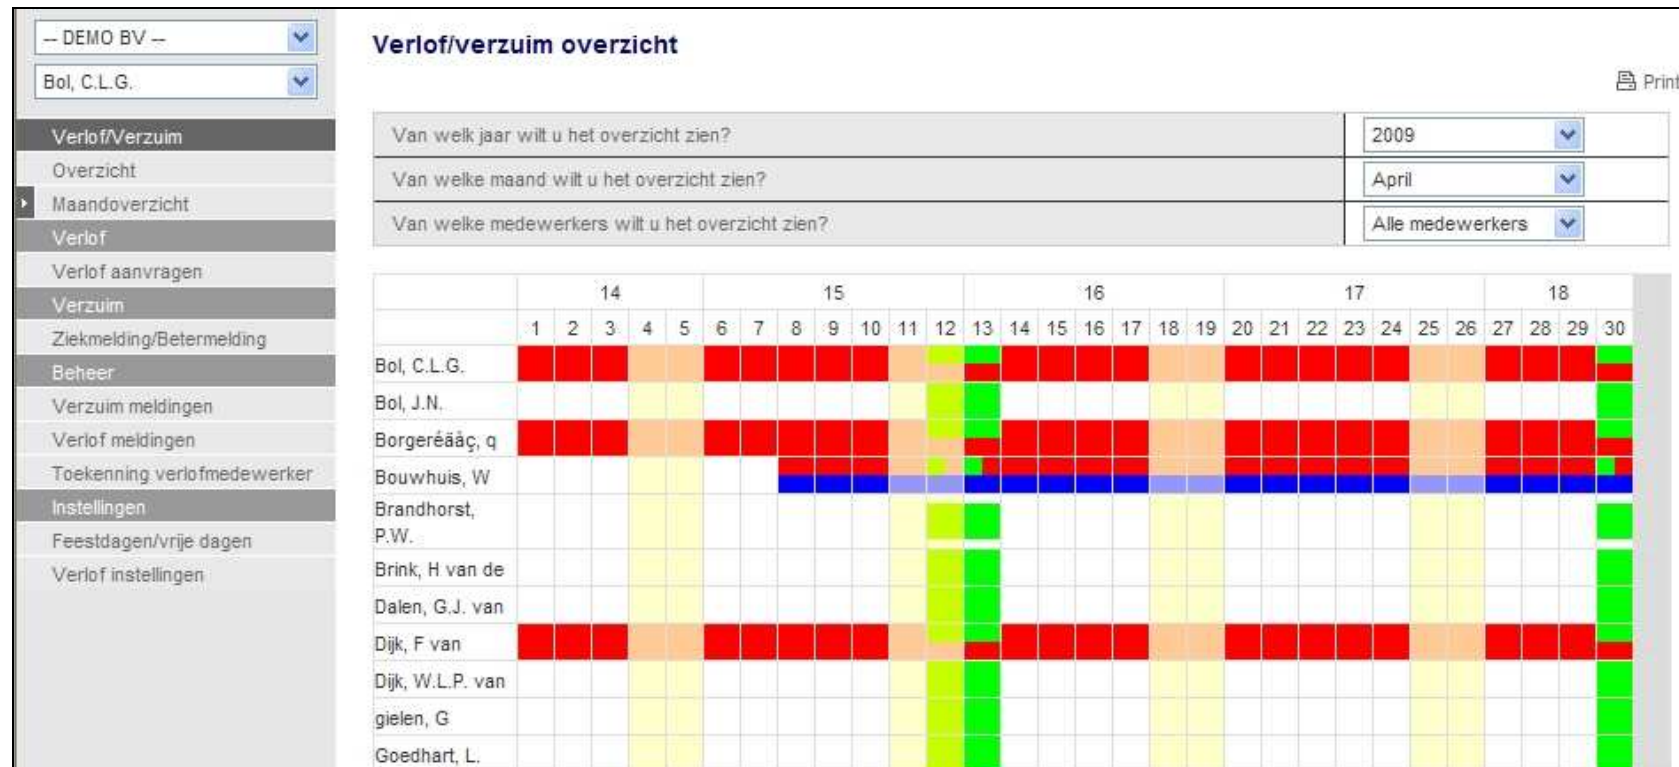 -- DEMO BV --
Bol, C.L.G.
Verlof/Verzuim
Overzicht
Maandoverzicht
Verlof
Verlof aanvragen
Verzuim
Ziekmelding/Betermelding
Beheer
Verzuim meldingen
Verlof meldingen
Toekenning verlofmedewerker
Instellingen
Feestdagen/vrije dagen
Verlof instellingen
Verlof/verzuim overzicht
Print
Van welk jaar wilt u het overzicht zien? 2009
Van welke maand wilt u het overzicht zien? April
Van welke medewerkers wilt u het overzicht zien? Alle medewerkers
14 15 16 17 18
1 2 3 4 5 6 7 8 9 10 11 12 13 14 15 16 17 18 19 20 21 22 23 24 25 26 27 28 29 30
Bol, C.L.G.
Bol, J.N.
Borgeréääç, q
Bouwhuis, W
Brandhorst,
P.W.
Brink, H van de
Dalen, G.J. van
Dijk, F van
Dijk, W.L.P. van
gielen, G
Goedhart, L.